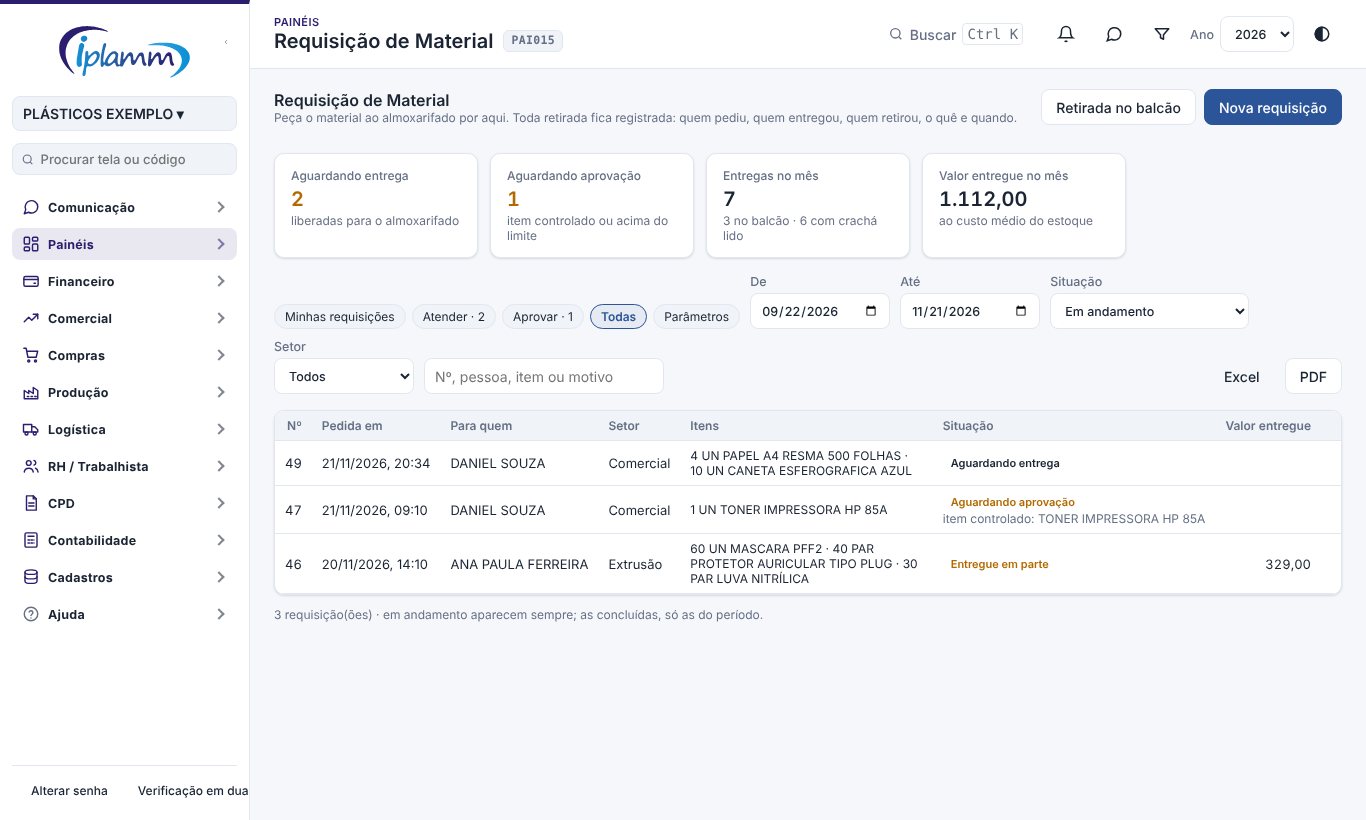 iplamm
PLÁSTICOS EXEMPLO ▾
Procurar tela ou código
Comunicação
Painéis
Financeiro
Comercial
Compras
Produção
Logística
RH / Trabalhista
CPD
Contabilidade
Cadastros
Ajuda
Alterar senha
Verificação em dua
PAINÉIS
Requisição de Material PAI015
Buscar Ctrl K
Ano 2026
Requisição de Material
Peça o material ao almoxarifado por aqui. Toda retirada fica registrada: quem pediu, quem entregou, quem retirou, o quê e quando.
Retirada no balcão
Nova requisição
Aguardando entrega
2
liberadas para o almoxarifado
Aguardando aprovação
1
item controlado ou acima do
limite
Entregas no mês
7
3 no balcão · 6 com crachá
lido
Valor entregue no mês
1.112,00
ao custo médio do estoque
Minhas requisições
Atender · 2
Aprovar · 1
Todas
Parâmetros
De
09/22/2026
Até
11/21/2026
Situação
Em andamento
Setor
Todos
Nº, pessoa, item ou motivo
Excel
PDF
Nº Pedida em Para quem Setor Itens Situação Valor entregue
49 21/11/2026, 20:34 DANIEL SOUZA Comercial 4 UN PAPEL A4 RESMA 500 FOLHAS ·
10 UN CANETA ESFEROGRAFICA AZUL
Aguardando entrega
47 21/11/2026, 09:10 DANIEL SOUZA Comercial 1 UN TONER IMPRESSORA HP 85A
Aguardando aprovação
item controlado: TONER IMPRESSORA HP 85A
46 20/11/2026, 14:10 ANA PAULA FERREIRA Extrusão 60 UN MASCARA PFF2 · 40 PAR
PROTETOR AURICULAR TIPO PLUG · 30
PAR LUVA NITRÍLICA
Entregue em parte
329,00
3 requisição(ões) · em andamento aparecem sempre; as concluídas, só as do período.